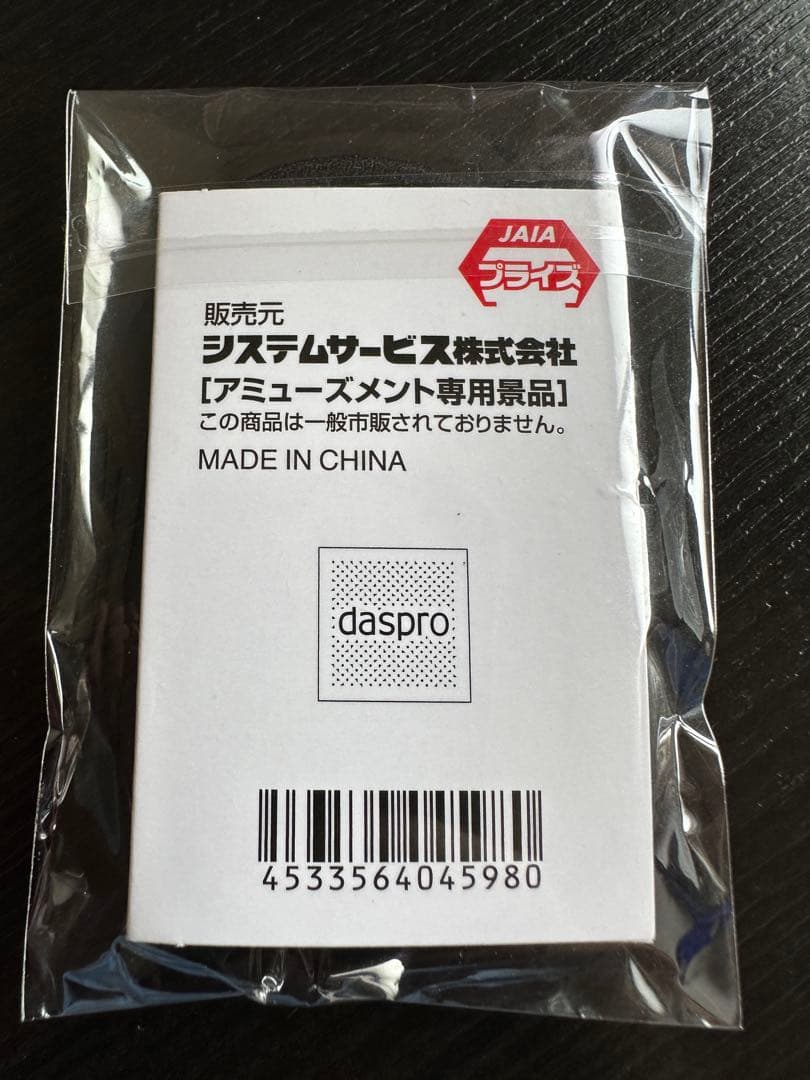 JAIA
プライズ
販売元
システムサービス株式会社
[アミューズメント専用景品]
この商品は一般市販されておりません。
MADE IN CHINA
daspro
4533564045980